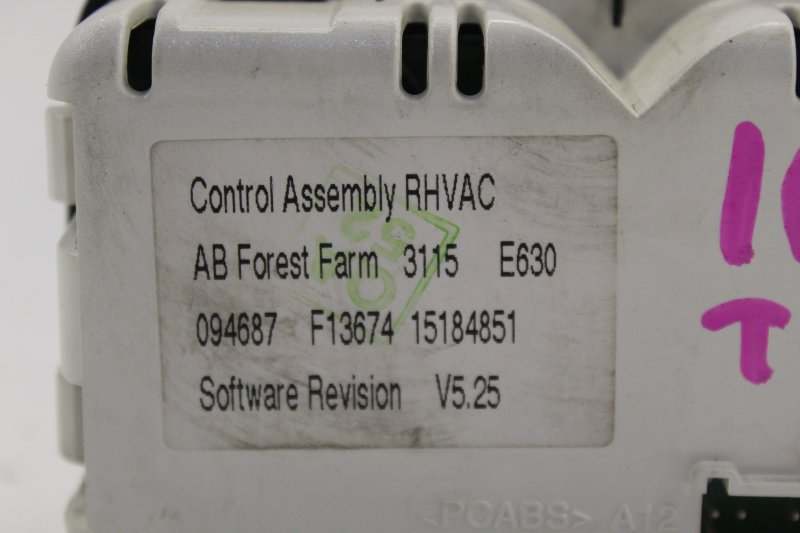 Control Assembly RHVAC
AB Forest Farm 3115 E630
094687 F13674 15184851
Software Revision V5.25
<PCABS> A12
T